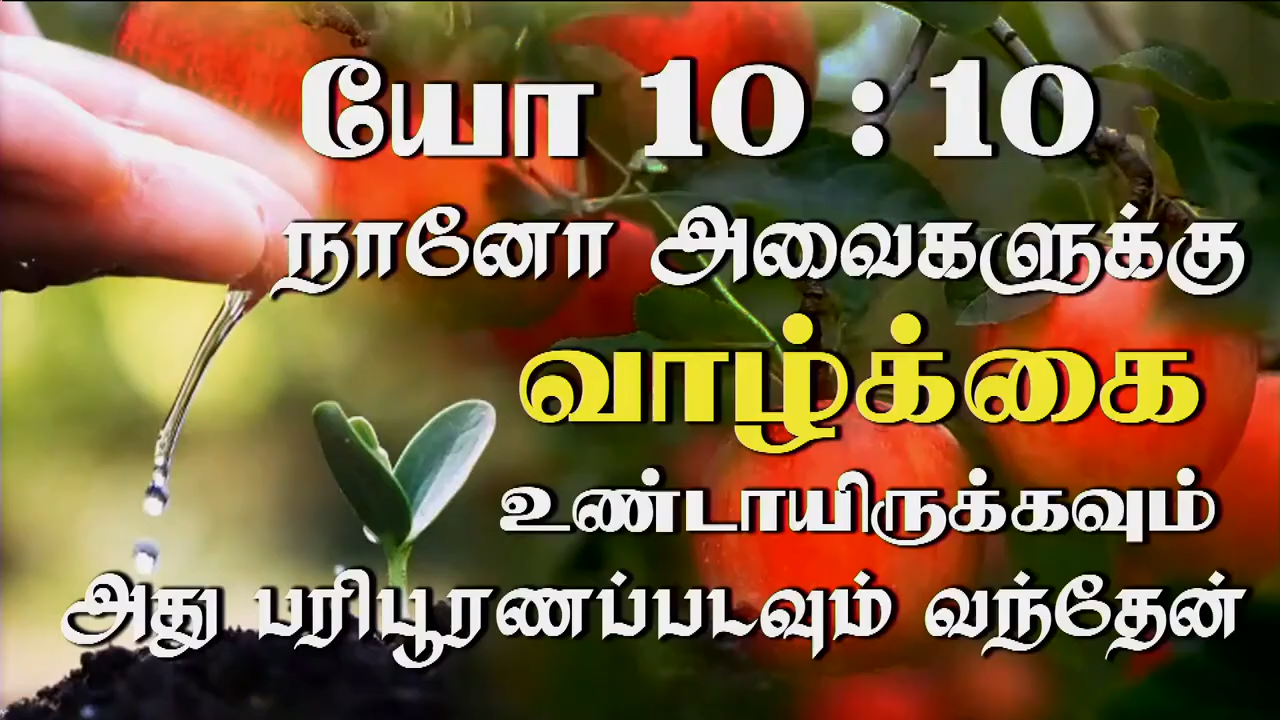 யோ 10 : 10
நானோ அவைகளுக்கு
வாழ்க்கை
உண்டாயிருக்கவும்
அது பரிபூரணப்படவும் வந்தேன்